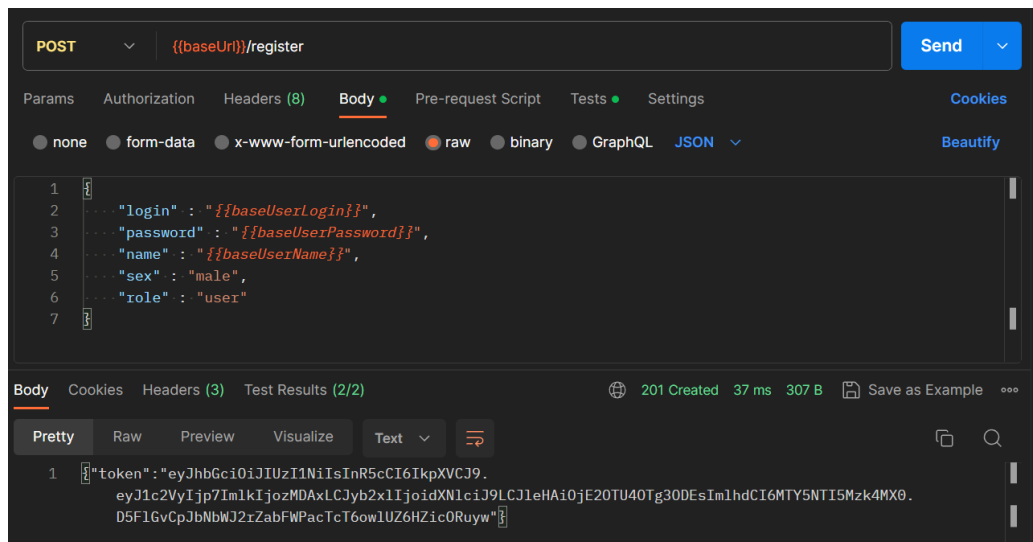 POST {{baseUrl}}/register Send
Params Authorization Headers (8) Body Pre-request Script Tests Settings Cookies
none form-data x-www-form-urlencoded raw binary GraphQL JSON Beautify
1 {
2 "login" : "{{baseUserLogin}}",
3 "password" : "{{baseUserPassword}}",
4 "name" : "{{baseUserName}}",
5 "sex" : "male",
6 "role" : "user"
7 }
Body Cookies Headers (3) Test Results (2/2) 201 Created 37 ms 307 B Save as Example
Pretty Raw Preview Visualize Text
1 {"token":"eyJhbGciOiJIUzI1NiIsInR5cCI6IkpXVCJ9.
eyJ1c2VyIjp7ImlkIjozMDAxLCJyb2xlIjoidXNlciJ9LCJleHAiOjE2OTU4OTg3ODEsImlhdCI6MTY5NTI5Mzk4MX0.
D5FlGvCpJbNbWJ2rZabFWPacTcT6owlUZ6HZicORuyw"}